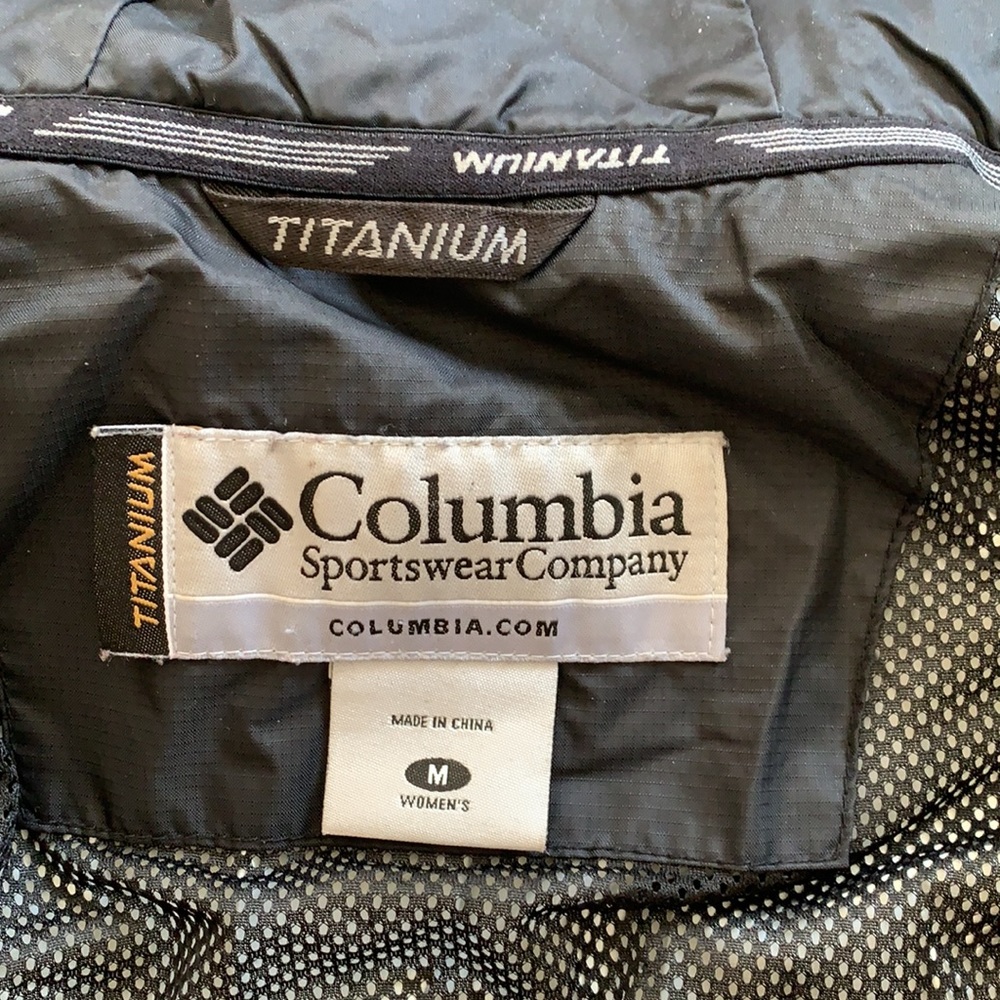 TITANIUM
TITANIUM
TITANIUM
Columbia
Sportswear Company
COLUMBIA.COM
MADE IN CHINA
M
WOMEN'S